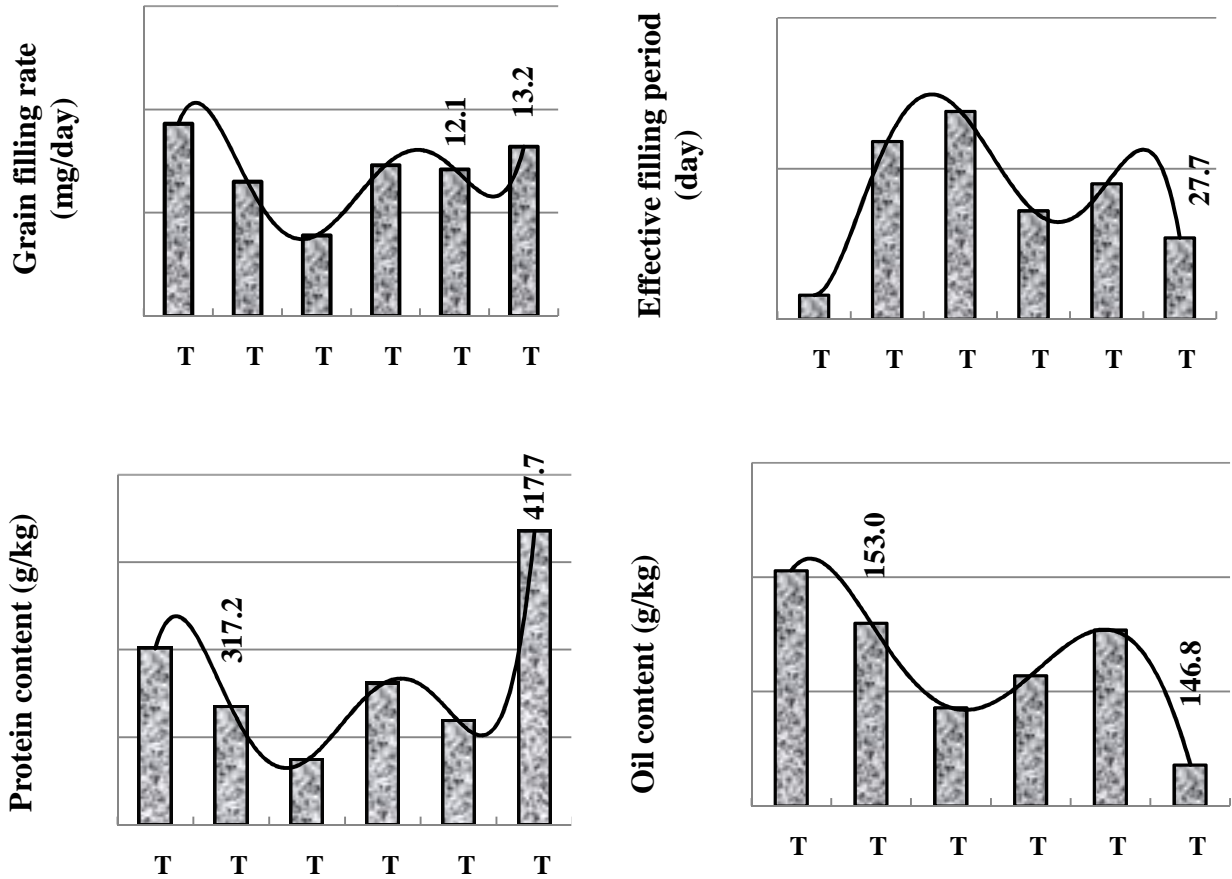 Grain filling rate
(mg/day)
12.1
13.2
T T T T T T
Effective filling period
(day)
27.7
T T T T T T
Protein content (g/kg)
317.2
417.7
T T T T T T
Oil content (g/kg)
153.0
146.8
T T T T T T